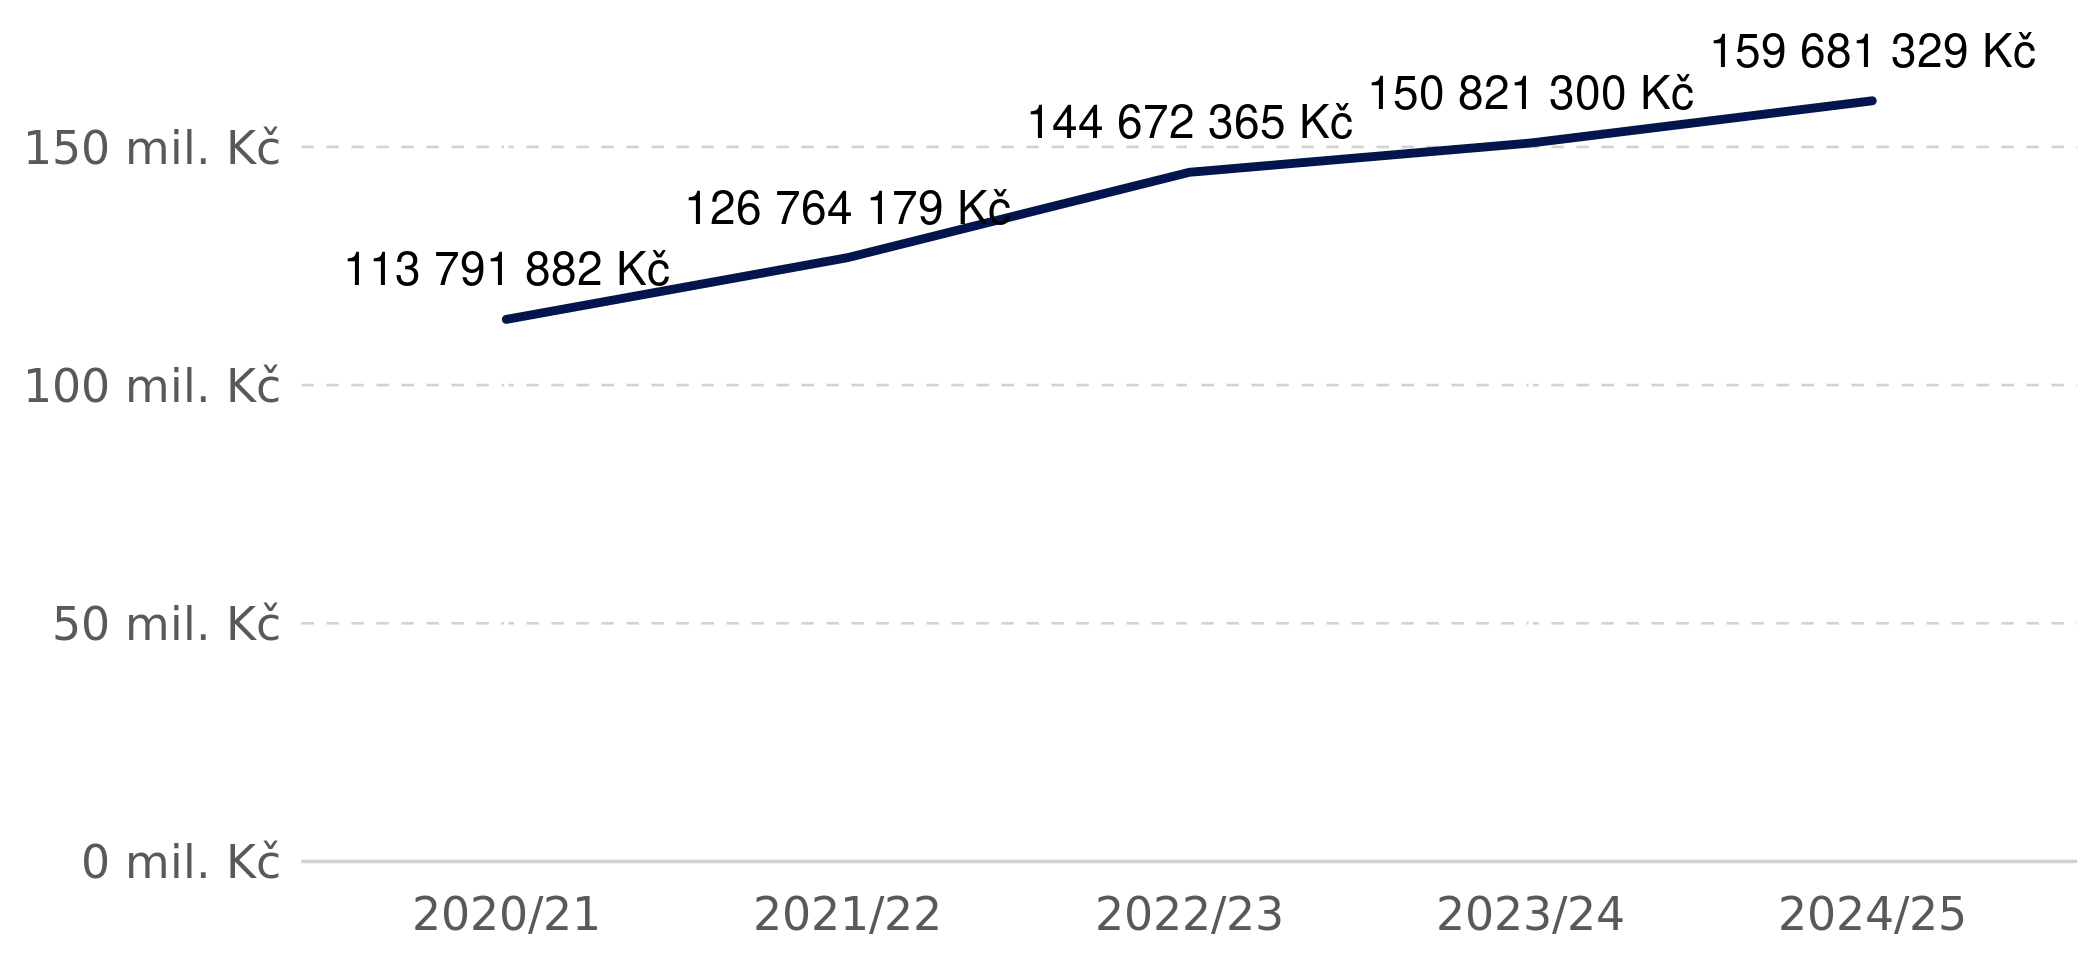 159 681 329 Kč
150 821 300 Kč
144 672 365 Kč
150 mil. Kč
126 764 179 Kč
113 791 882 Kč
100 mil. Kč
50 mil. Kč
0 mil. Kč
2020/21 2021/22 2022/23 2023/24 2024/25